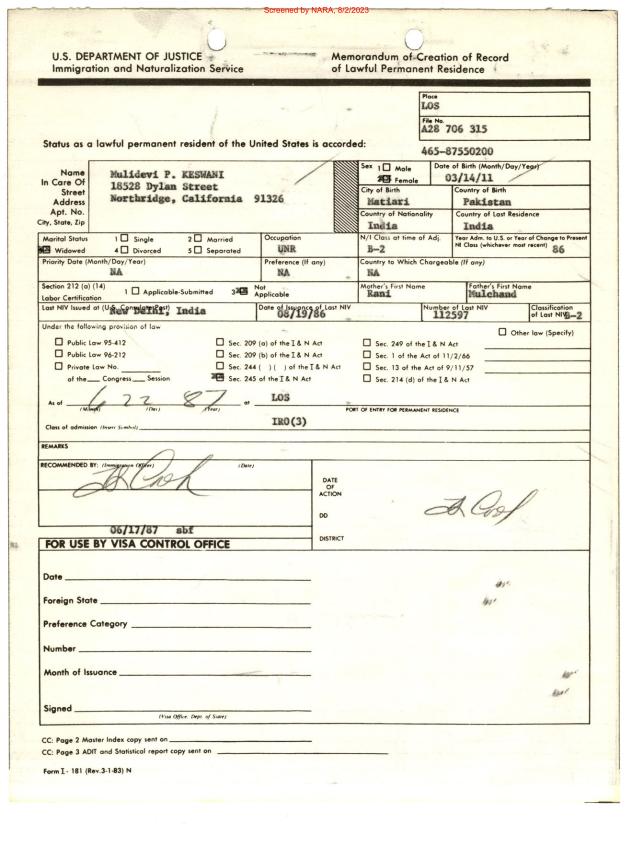 Screened by NARA, 8/2/2023
U.S. DEPARTMENT OF JUSTICE
Immigration and Naturalization Service
Memorandum of Creation of Record
of Lawful Permanent Residence
Place
LOS
File No.
A28 706 315
Status as a lawful permanent resident of the United States is accorded:
465-87550200
Name
In Care Of
Street
Address
Apt. No.
City, State, Zip
Mulidevi P. KESWANI
18528 Dylan Street
Northridge, California 91326
Sex 1 ☐ Male
2 ☒ Female
Date of Birth (Month/Day/Year)
03/14/11
City of Birth
Matiari
Country of Birth
Pakistan
Country of Nationality
India
Country of Last Residence
India
Marital Status
1 ☐ Single
2 ☐ Married
☒ Widowed
4 ☐ Divorced
5 ☐ Separated
Occupation
UNR
N/I Class at time of Adj.
B-2
Year Adm. to U.S. or Year of Change to Present
NI Class (whichever most recent)
86
Priority Date (Month/Day/Year)
NA
Preference (If any)
NA
Country to Which Chargeable (If any)
NA
Section 212 (a) (14)
Labor Certification
1 ☐ Applicable-Submitted
3 ☒ Not
Applicable
Mother's First Name
Rani
Father's First Name
Mulchand
Last NIV Issued at (U.S. Consulate Post)
New Delhi, India
Date of Issuance of Last NIV
08/19/86
Number of Last NIV
112597
Classification
of Last NIV
B-2
Under the following provision of law
☐ Other law (Specify)
☐ Public Law 95-412
☐ Sec. 209 (a) of the I & N Act
☐ Sec. 249 of the I & N Act
☐ Public Law 96-212
☐ Sec. 209 (b) of the I & N Act
☐ Sec. 1 of the Act of 11/2/66
☐ Private Law No.
☐ Sec. 244 ( ) ( ) of the I & N Act
☐ Sec. 13 of the Act of 9/11/57
of the Congress Session
☒ Sec. 245 of the I & N Act
☐ Sec. 214 (d) of the I & N Act
As of 6 22 87 at LOS
(Month) (Day) (Year)
PORT OF ENTRY FOR PERMANENT RESIDENCE
Class of admission (Insert Symbol)
IR0(3)
REMARKS
RECOMMENDED BY: (Immigration Officer) (Date)
DATE
OF
ACTION
DD
DISTRICT
06/17/87 sbf
FOR USE BY VISA CONTROL OFFICE
Date
Foreign State
Preference Category
Number
Month of Issuance
Signed
(Visa Office. Dept. of State)
CC: Page 2 Master Index copy sent on
CC: Page 3 ADIT and Statistical report copy sent on
Form I - 181 (Rev.3-1-83) N